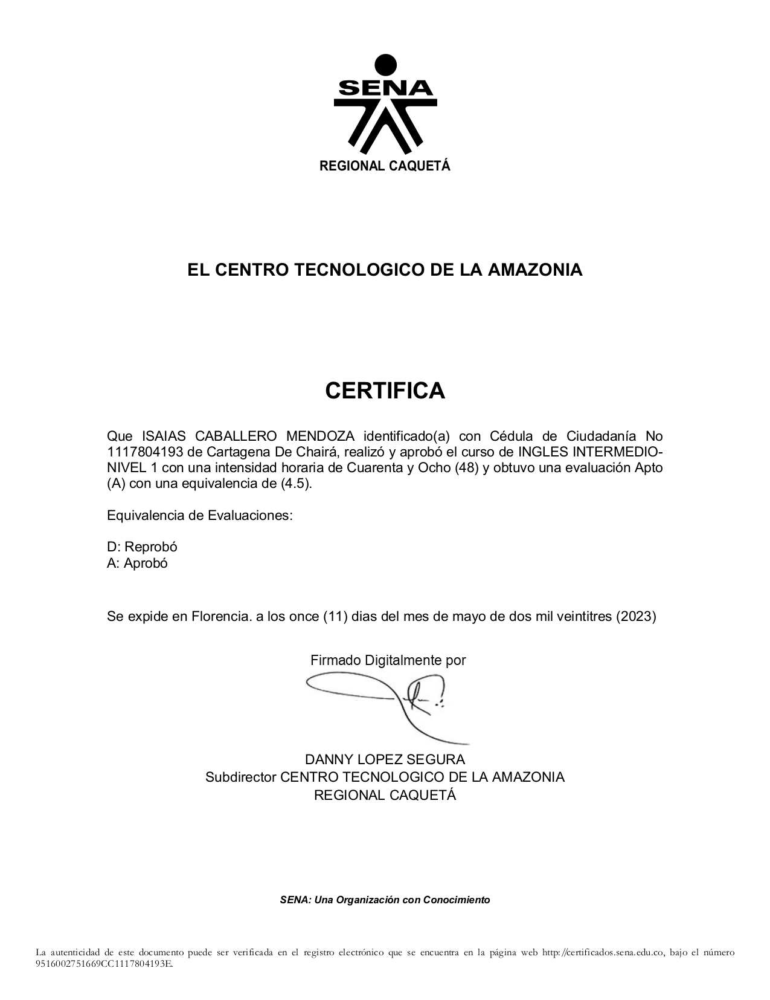 SENA
REGIONAL CAQUETÁ
EL CENTRO TECNOLOGICO DE LA AMAZONIA
CERTIFICA
Que ISAIAS CABALLERO MENDOZA identificado(a) con Cédula de Ciudadanía No
1117804193 de Cartagena De Chairá, realizó y aprobó el curso de INGLES INTERMEDIO-
NIVEL 1 con una intensidad horaria de Cuarenta y Ocho (48) y obtuvo una evaluación Apto
(A) con una equivalencia de (4.5).
Equivalencia de Evaluaciones:
D: Reprobó
A: Aprobó
Se expide en Florencia. a los once (11) dias del mes de mayo de dos mil veintitres (2023)
Firmado Digitalmente por
DANNY LOPEZ SEGURA
Subdirector CENTRO TECNOLOGICO DE LA AMAZONIA
REGIONAL CAQUETÁ
SENA: Una Organización con Conocimiento
La autenticidad de este documento puede ser verificada en el registro electrónico que se encuentra en la página web http://certificados.sena.edu.co, bajo el número
9516002751669CC1117804193E.